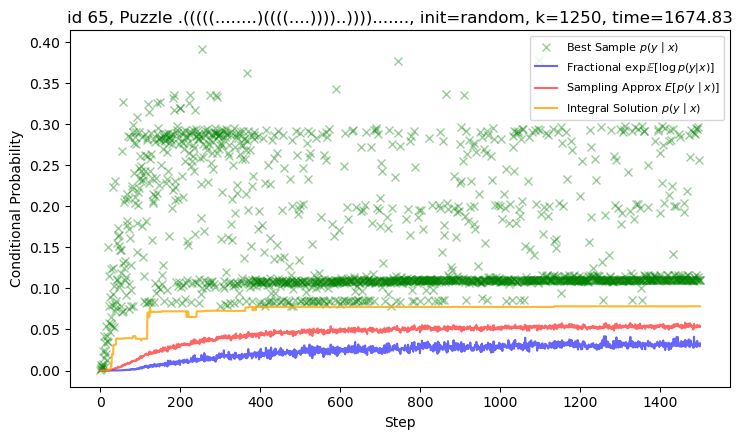 id 65, Puzzle .(((((........)((((....))))..))))......., init=random, k=1250, time=1674.83
Best Sample p(y | x)
Fractional exp𝔼[log p(y|x)]
Sampling Approx E[p(y | x)]
Integral Solution p(y | x)
Conditional Probability
0.40
0.35
0.30
0.25
0.20
0.15
0.10
0.05
0.00
0 200 400 600 800 1000 1200 1400
Step